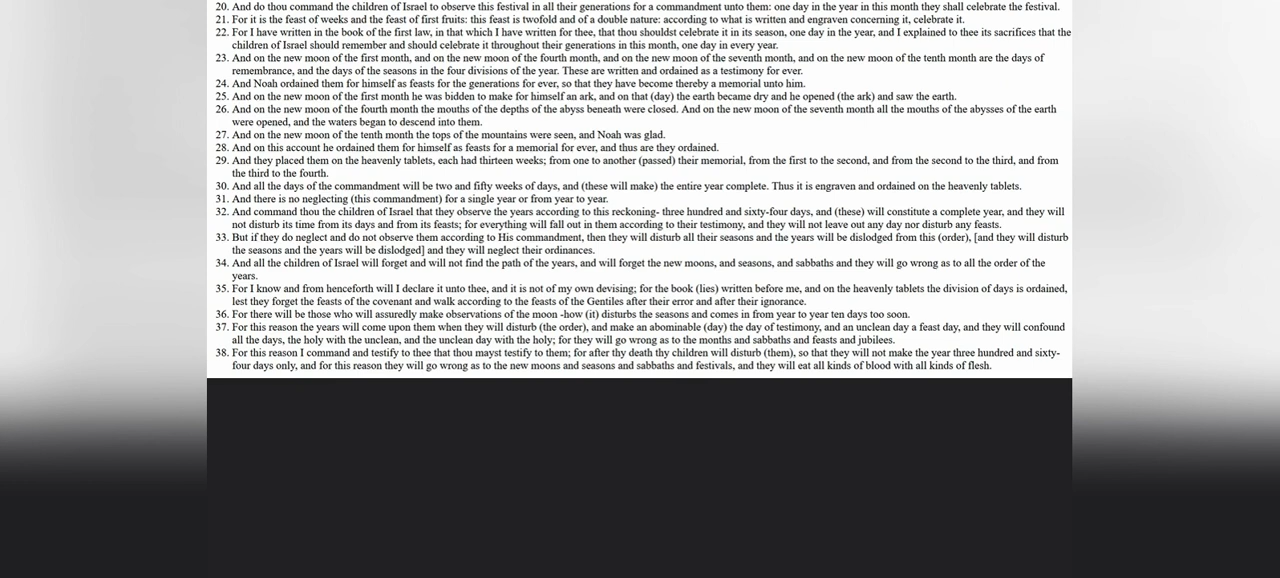 20. And do thou command the children of Israel to observe this festival in all their generations for a commandment unto them: one day in the year in this month they shall celebrate the festival.
21. For it is the feast of weeks and the feast of first fruits: this feast is twofold and of a double nature: according to what is written and engraven concerning it, celebrate it.
22. For I have written in the book of the first law, in that which I have written for thee, that thou shouldst celebrate it in its season, one day in the year, and I explained to thee its sacrifices that the
children of Israel should remember and should celebrate it throughout their generations in this month, one day in every year.
23. And on the new moon of the first month, and on the new moon of the fourth month, and on the new moon of the seventh month, and on the new moon of the tenth month are the days of
remembrance, and the days of the seasons in the four divisions of the year. These are written and ordained as a testimony for ever.
24. And Noah ordained them for himself as feasts for the generations for ever, so that they have become thereby a memorial unto him.
25. And on the new moon of the first month he was bidden to make for himself an ark, and on that (day) the earth became dry and he opened (the ark) and saw the earth.
26. And on the new moon of the fourth month the mouths of the depths of the abyss beneath were closed. And on the new moon of the seventh month all the mouths of the abysses of the earth
were opened, and the waters began to descend into them.
27. And on the new moon of the tenth month the tops of the mountains were seen, and Noah was glad.
28. And on this account he ordained them for himself as feasts for a memorial for ever, and thus are they ordained.
29. And they placed them on the heavenly tablets, each had thirteen weeks; from one to another (passed) their memorial, from the first to the second, and from the second to the third, and from
the third to the fourth.
30. And all the days of the commandment will be two and fifty weeks of days, and (these will make) the entire year complete. Thus it is engraven and ordained on the heavenly tablets.
31. And there is no neglecting (this commandment) for a single year or from year to year.
32. And command thou the children of Israel that they observe the years according to this reckoning- three hundred and sixty-four days, and (these) will constitute a complete year, and they will
not disturb its time from its days and from its feasts; for everything will fall out in them according to their testimony, and they will not leave out any day nor disturb any feasts.
33. But if they do neglect and do not observe them according to His commandment, then they will disturb all their seasons and the years will be dislodged from this (order), [and they will disturb
the seasons and the years will be dislodged] and they will neglect their ordinances.
34. And all the children of Israel will forget and will not find the path of the years, and will forget the new moons, and seasons, and sabbaths and they will go wrong as to all the order of the
years.
35. For I know and from henceforth will I declare it unto thee, and it is not of my own devising; for the book (lies) written before me, and on the heavenly tablets the division of days is ordained,
lest they forget the feasts of the covenant and walk according to the feasts of the Gentiles after their error and after their ignorance.
36. For there will be those who will assuredly make observations of the moon -how (it) disturbs the seasons and comes in from year to year ten days too soon.
37. For this reason the years will come upon them when they will disturb (the order), and make an abominable (day) the day of testimony, and an unclean day a feast day, and they will confound
all the days, the holy with the unclean, and the unclean day with the holy; for they will go wrong as to the months and sabbaths and feasts and jubilees.
38. For this reason I command and testify to thee that thou mayst testify to them; for after thy death thy children will disturb (them), so that they will not make the year three hundred and sixty-
four days only, and for this reason they will go wrong as to the new moons and seasons and sabbaths and festivals, and they will eat all kinds of blood with all kinds of flesh.